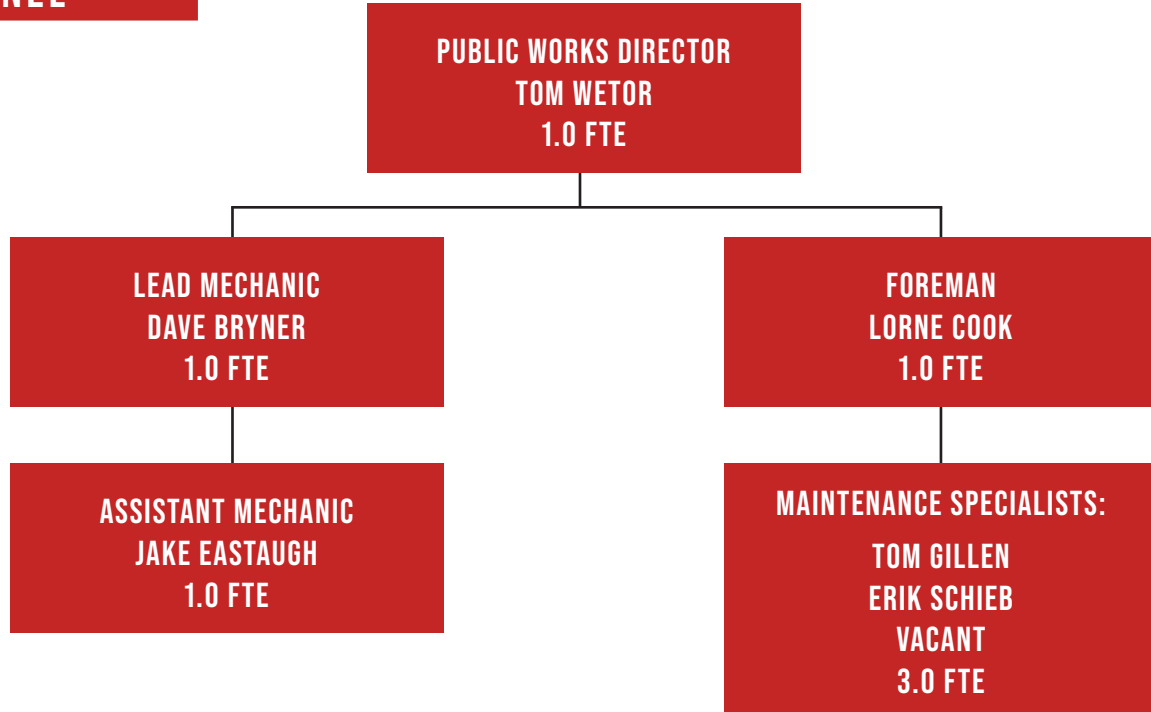 PUBLIC WORKS DIRECTOR
TOM WETOR
1.0 FTE
LEAD MECHANIC
DAVE BRYNER
1.0 FTE
FOREMAN
LORNE COOK
1.0 FTE
ASSISTANT MECHANIC
JAKE EASTAUGH
1.0 FTE
MAINTENANCE SPECIALISTS:
TOM GILLEN
ERIK SCHIEB
VACANT
3.0 FTE